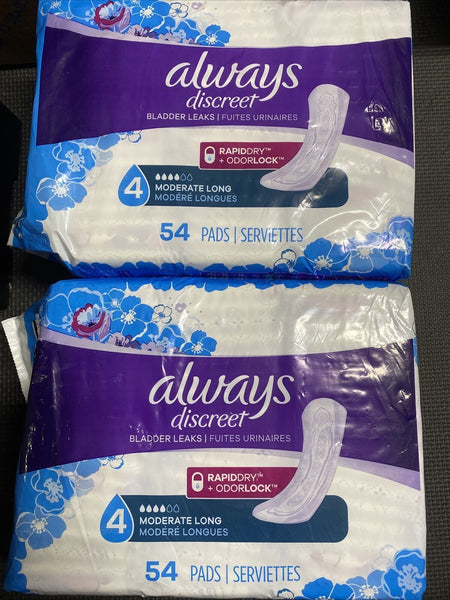 always
discreet
BLADDER LEAKS | FUITES URINAIRES
RAPIDDRY™
+ ODORLOCK™
4
MODERATE LONG
MODÉRÉ LONGUES
54 PADS | SERVIETTES
always
discreet
BLADDER LEAKS | FUITES URINAIRES
RAPIDDRY™
+ ODORLOCK™
4
MODERATE LONG
MODÉRÉ LONGUES
54 PADS | SERVIETTES